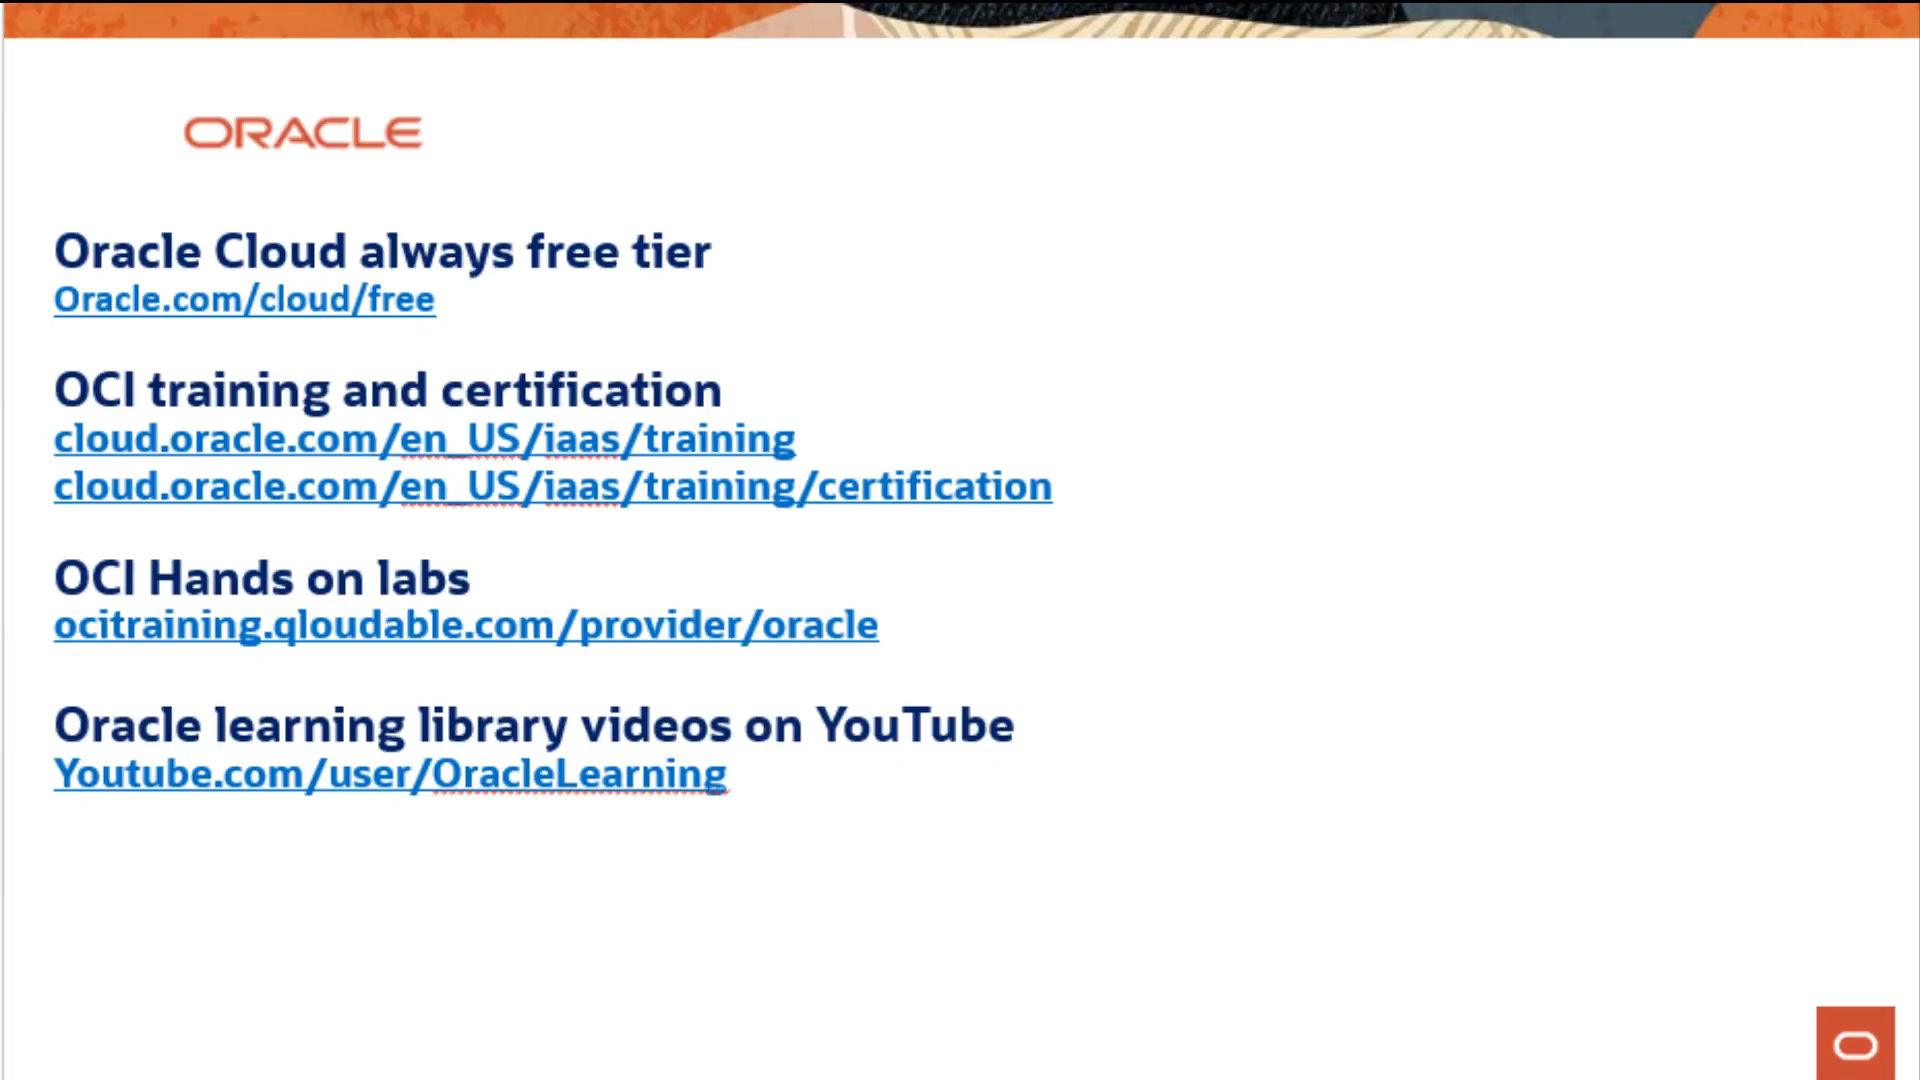 ORACLE
Oracle Cloud always free tier
Oracle.com/cloud/free
OCI training and certification
cloud.oracle.com/en_US/iaas/training
cloud.oracle.com/en_US/iaas/training/certification
OCI Hands on labs
ocitraining.qloudable.com/provider/oracle
Oracle learning library videos on YouTube
Youtube.com/user/OracleLearning